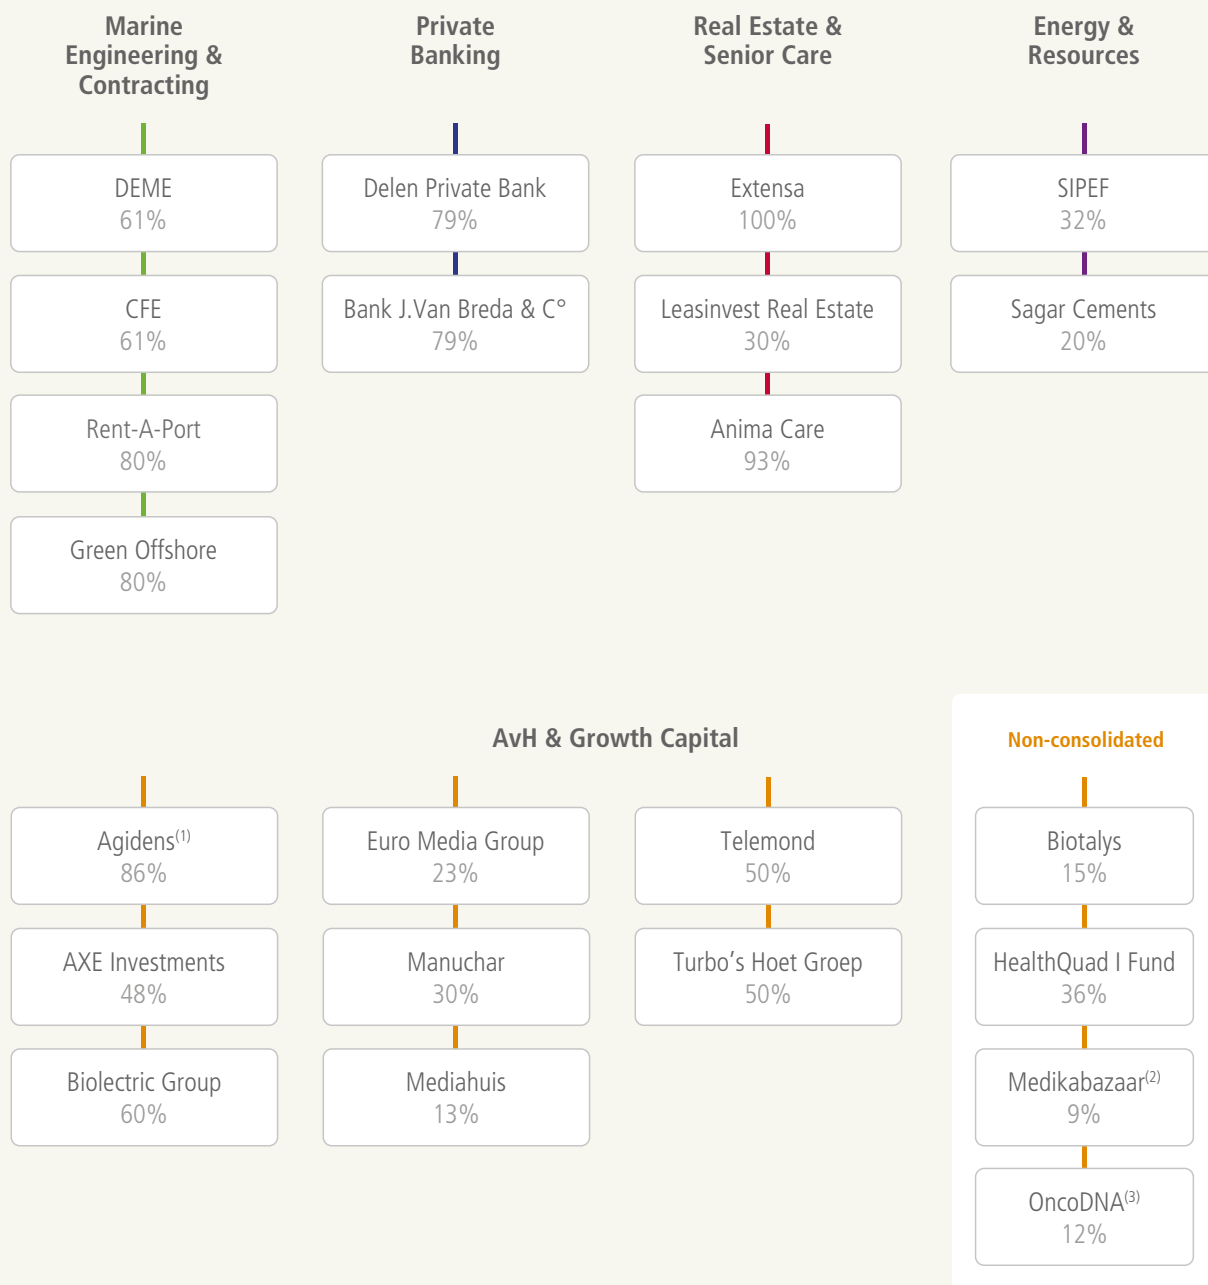 Marine
Engineering &
Contracting
DEME
61%
CFE
61%
Rent-A-Port
80%
Green Offshore
80%
Private
Banking
Delen Private Bank
79%
Bank J.Van Breda & C°
79%
Real Estate &
Senior Care
Extensa
100%
Leasinvest Real Estate
30%
Anima Care
93%
Energy &
Resources
SIPEF
32%
Sagar Cements
20%
AvH & Growth Capital
Agidens(1)
86%
AXE Investments
48%
Biolectric Group
60%
Euro Media Group
23%
Manuchar
30%
Mediahuis
13%
Telemond
50%
Turbo’s Hoet Groep
50%
Non-consolidated
Biotalys
15%
HealthQuad I Fund
36%
Medikabazaar(2)
9%
OncoDNA(3)
12%